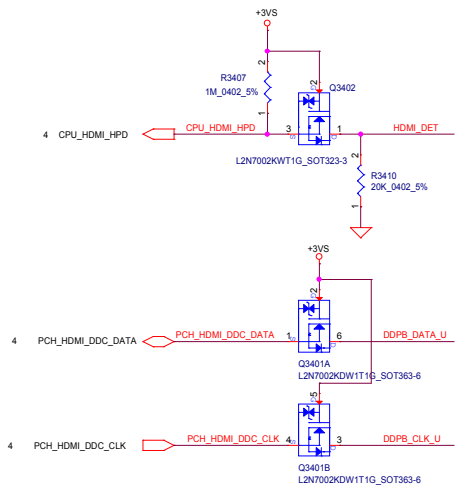 +3VS
R3407
1M_0402_5%
2
1
2
Q3402
4 CPU_HDMI_HPD
CPU_HDMI_HPD
3
S
G
D
1
HDMI_DET
L2N7002KWT1G_SOT323-3
2
R3410
20K_0402_5%
1
+3VS
2
4 PCH_HDMI_DDC_DATA
PCH_HDMI_DDC_DATA
1
6
DDPB_DATA_U
Q3401A
L2N7002KDW1T1G_SOT363-6
5
4 PCH_HDMI_DDC_CLK
PCH_HDMI_DDC_CLK
4
3
DDPB_CLK_U
Q3401B
L2N7002KDW1T1G_SOT363-6